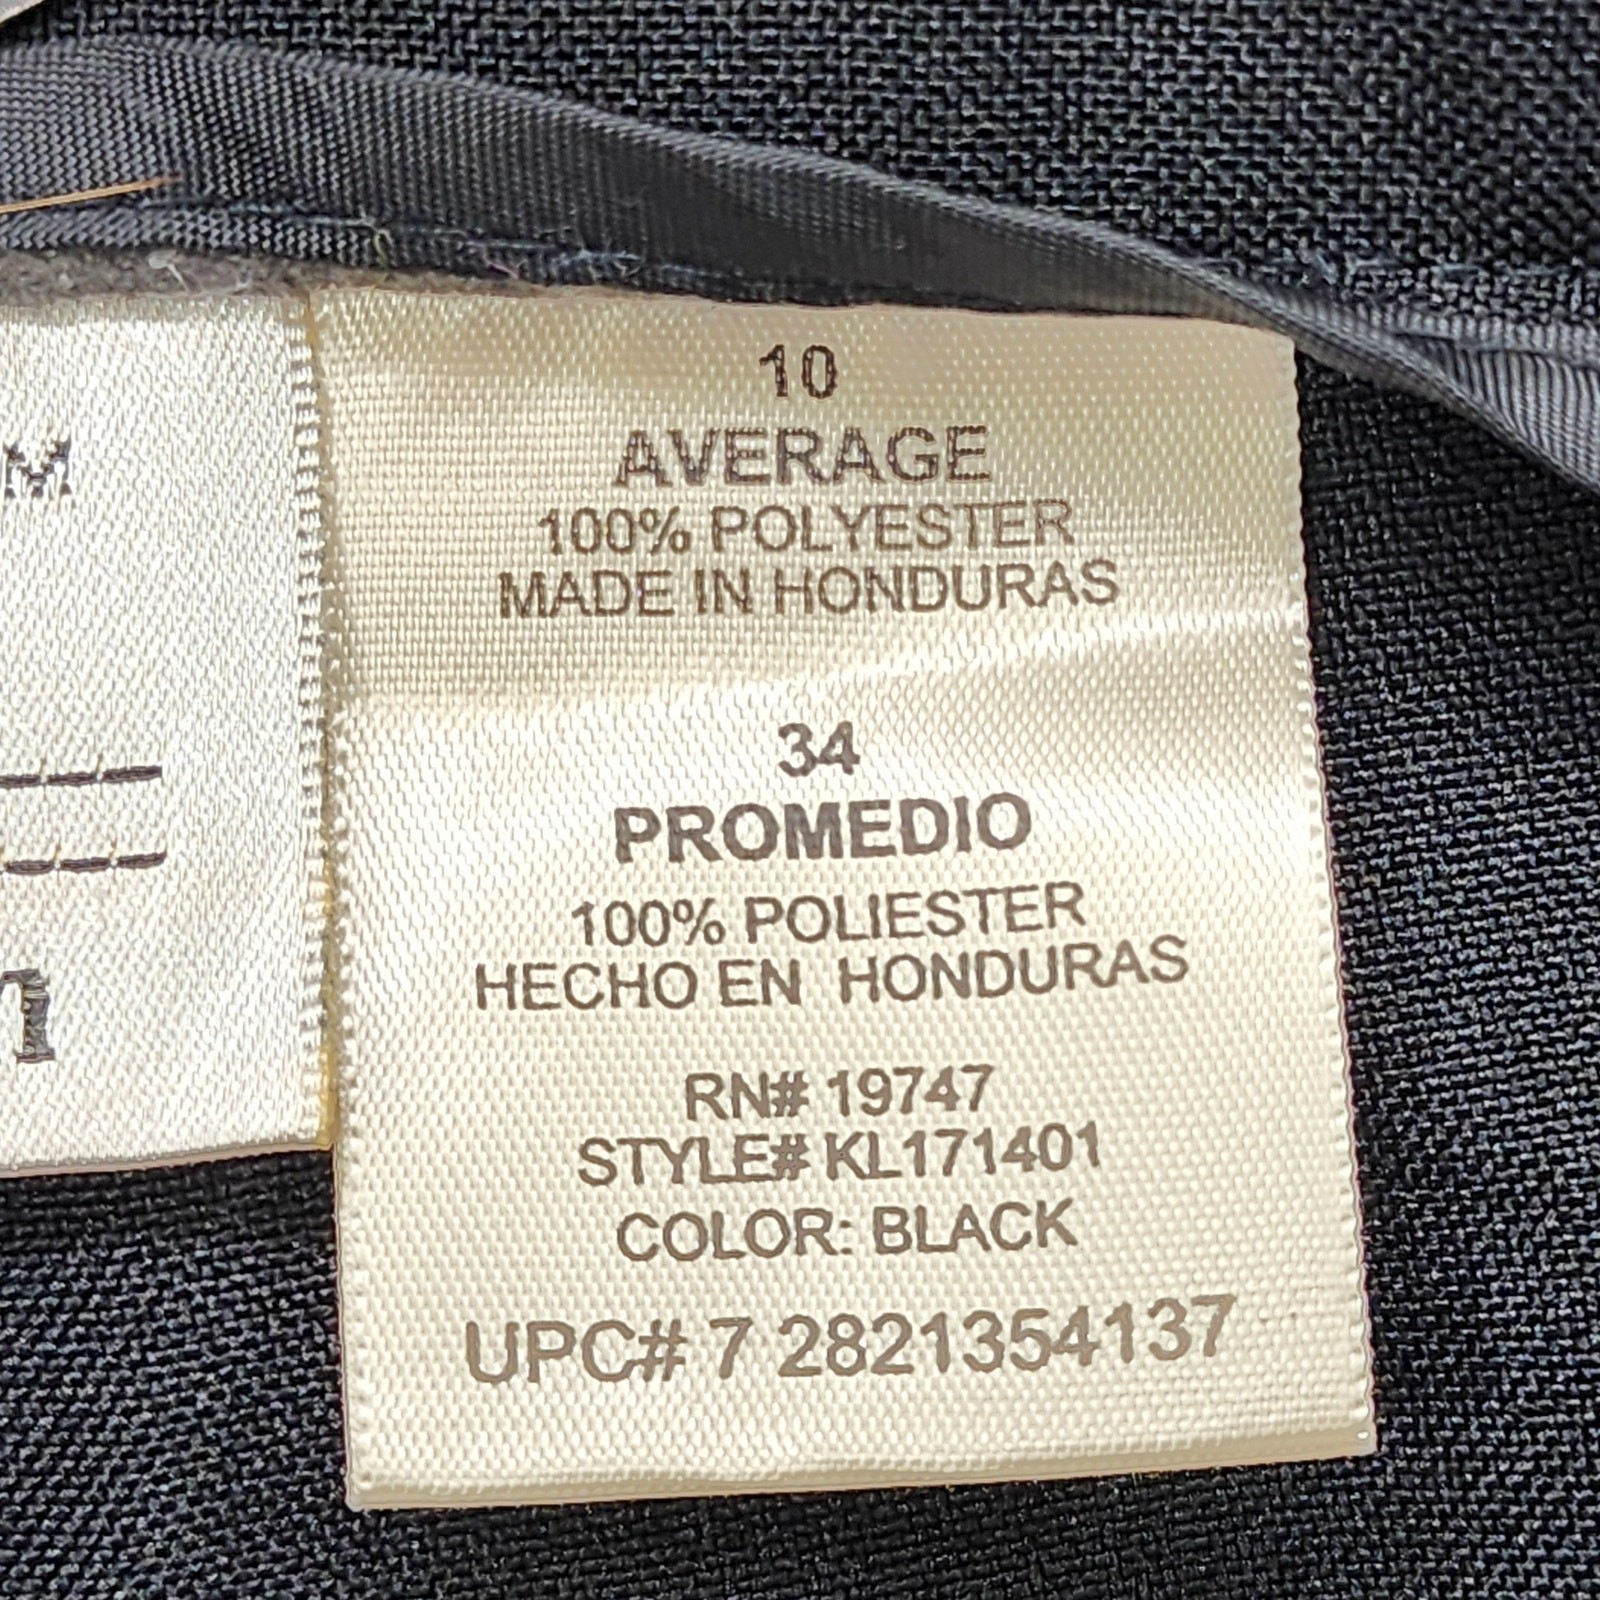 10
AVERAGE
100% POLYESTER
MADE IN HONDURAS
34
PROMEDIO
100% POLIESTER
HECHO EN HONDURAS
RN# 19747
STYLE# KL171401
COLOR: BLACK
UPC# 7 2821354137
M